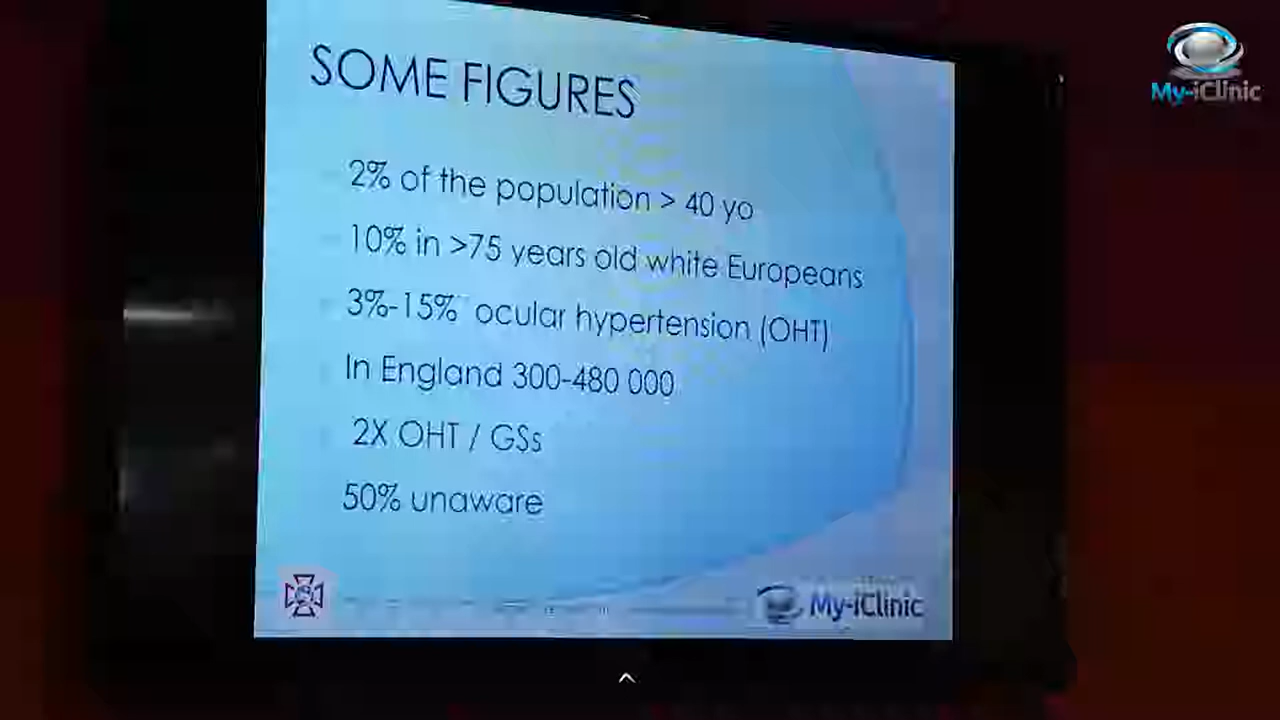 SOME FIGURES
2% of the population > 40 yo
10% in >75 years old white Europeans
3%-15% ocular hypertension (OHT)
In England 300-480 000
2X OHT / GSs
50% unaware
My-iClinic
My-iClinic